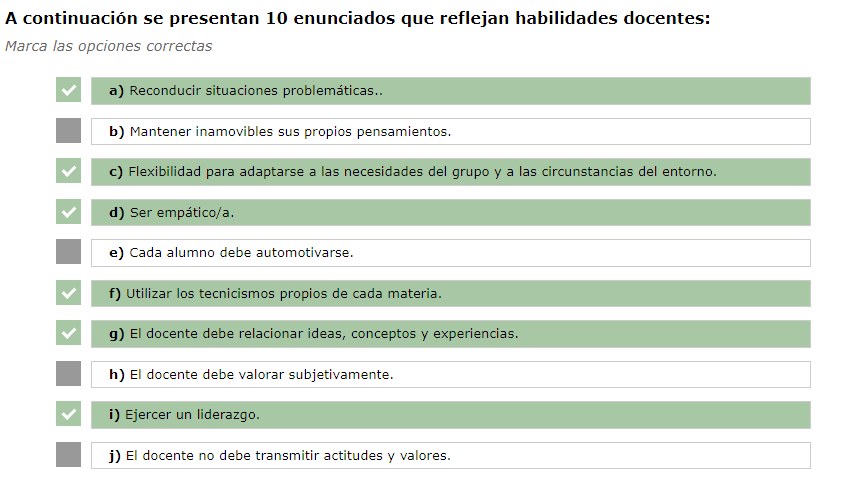 A continuación se presentan 10 enunciados que reflejan habilidades docentes:
Marca las opciones correctas
a) Reconducir situaciones problemáticas..
b) Mantener inamovibles sus propios pensamientos.
c) Flexibilidad para adaptarse a las necesidades del grupo y a las circunstancias del entorno.
d) Ser empático/a.
e) Cada alumno debe automotivarse.
f) Utilizar los tecnicismos propios de cada materia.
g) El docente debe relacionar ideas, conceptos y experiencias.
h) El docente debe valorar subjetivamente.
i) Ejercer un liderazgo.
j) El docente no debe transmitir actitudes y valores.